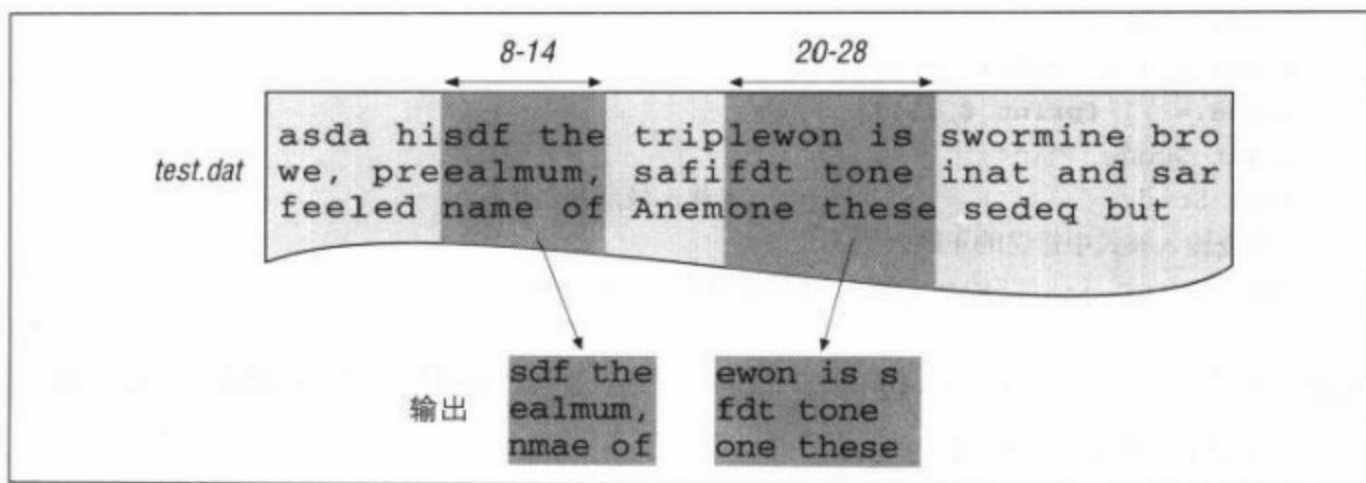 8-14 20-28
asda hisdf the triplewon is swormine bro
test.dat we, preealmum, safifdt tone inat and sar
feeled name of Anemone these sedeq but
sdf the ewon is s
输出 ealmum, fdt tone
nmae of one these